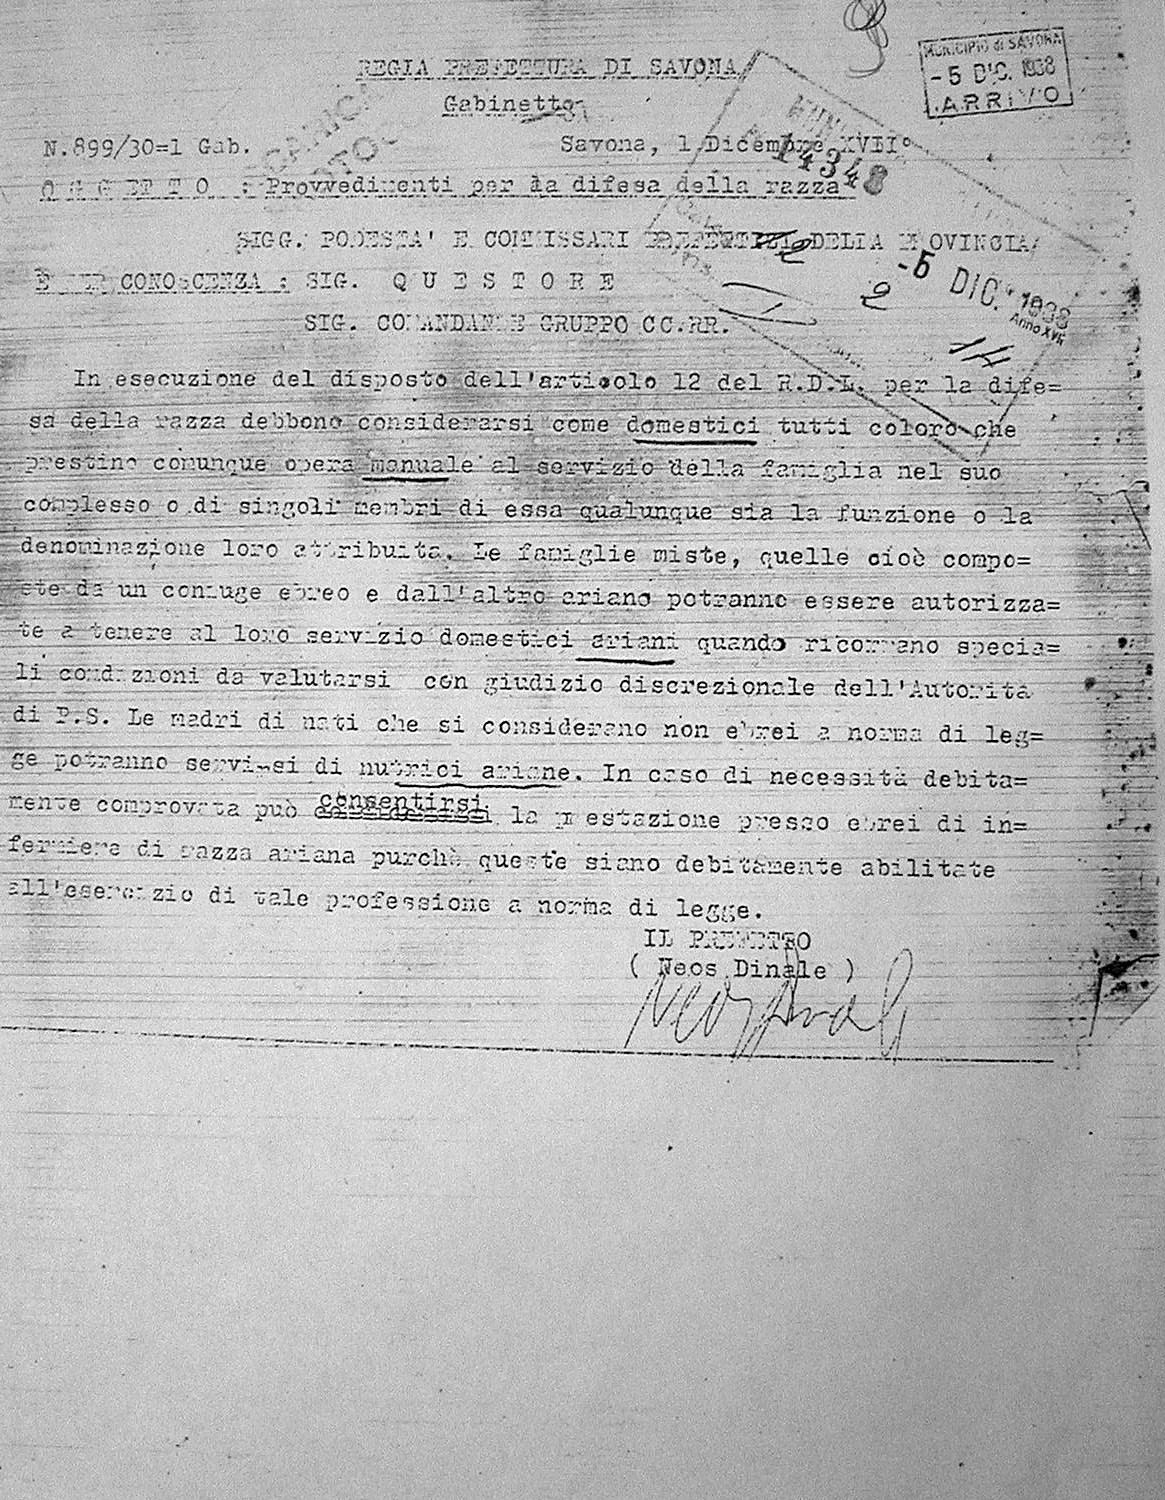 REGIA PREFETTURA DI SAVONA
Gabinetto
MUNICIPIO di SAVONA
-5 DIC. 1938
ARRIVO
N.899/30=1 Gab.
Savona, 1 Dicembre XVII°
14348
O G G E T T O : Provvedimenti per la difesa della razza
SIGG. PODESTA' E COMMISSARI PREFETTIZI DELLA PROVINCIA
E PER CONOSCENZA : SIG. Q U E S T O R E
-5 DIC. 1938
Anno XVII
2
14
SIG. COMANDANTE GRUPPO CC.RR.
In esecuzione del disposto dell'articolo 12 del R.D.L. per la dife=
sa della razza debbono considerarsi come domestici tutti coloro che
prestino comunque opera manuale al servizio della famiglia nel suo
complesso o di singoli membri di essa qualunque sia la funzione o la
denominazione loro attribuita. Le famiglie miste, quelle cioè compo=
ste da un coniuge ebreo e dall'altro ariano potranno essere autorizza=
te a tenere al loro servizio domestici ariani quando ricorrano specia=
li condizioni da valutarsi con giudizio discrezionale dell'Autorità
di P.S. Le madri di nati che si considerano non ebrei a norma di leg=
ge potranno servirsi di nutrici ariane. In caso di necessità debita=
mente comprovata può consentirsi la prestazione presso ebrei di in=
fermiere di razza ariana purchè queste siano debitamente abilitate
all'esercizio di tale professione a norma di legge.
IL PREFETTO
( Neos Dinale )
Neos Dinale